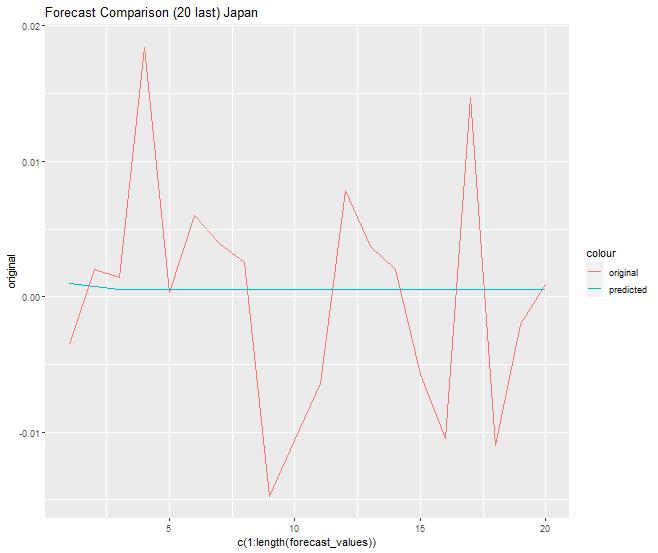 Forecast Comparison (20 last) Japan
0.02
0.01
0.00
-0.01
original
5
10
15
20
c(1:length(forecast_values))
colour
original
predicted